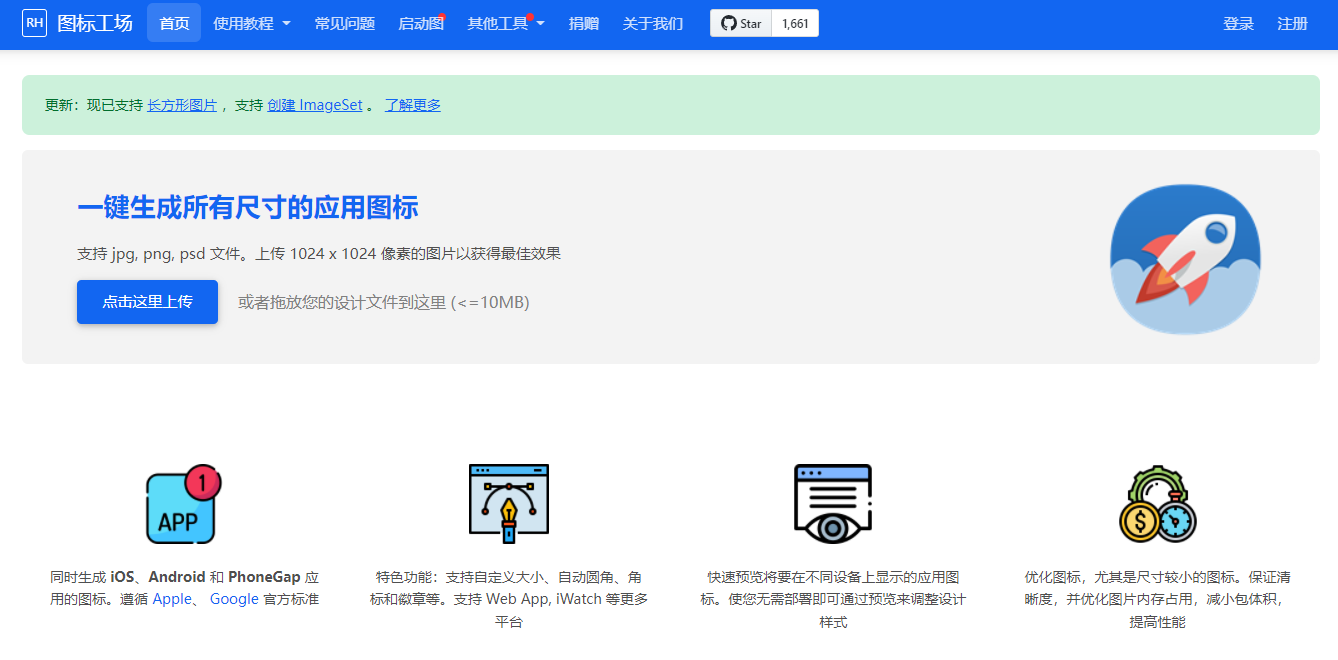 RH 图标工场 首页 使用教程 常见问题 启动图 其他工具 捐赠 关于我们 Star 1,661 登录 注册
更新：现已支持 长方形图片 ，支持 创建 ImageSet 。 了解更多
一键生成所有尺寸的应用图标
支持 jpg, png, psd 文件。上传 1024 x 1024 像素的图片以获得最佳效果
点击这里上传 或者拖放您的设计文件到这里 (<=10MB)
1
APP
$
同时生成 iOS、Android 和 PhoneGap 应
用的图标。遵循 Apple、 Google 官方标准
特色功能：支持自定义大小、自动圆角、角
标和徽章等。支持 Web App, iWatch 等更多
平台
快速预览将要在不同设备上显示的应用图
标。使您无需部署即可通过预览来调整设计
样式
优化图标，尤其是尺寸较小的图标。保证清
晰度，并优化图片内存占用，减小包体积，
提高性能